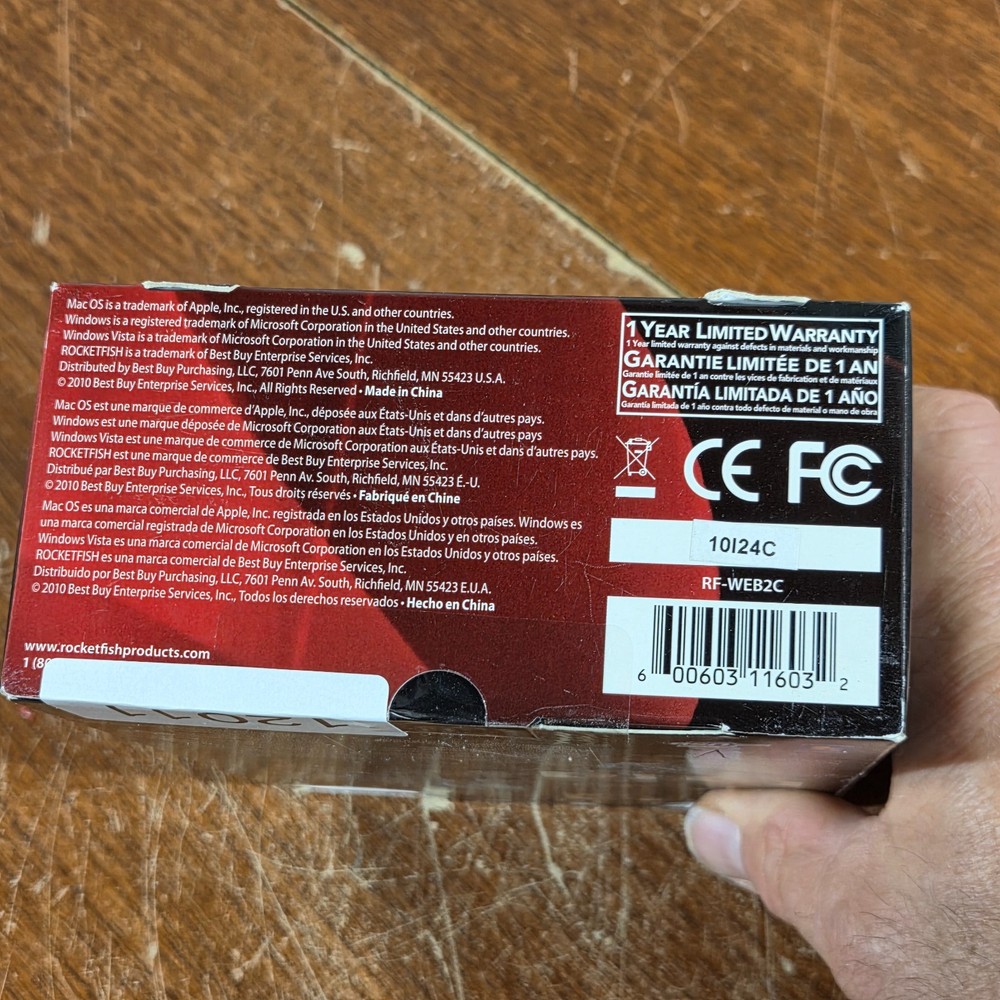 Mac OS is a trademark of Apple, Inc., registered in the U.S. and other countries.
Windows is a registered trademark of Microsoft Corporation in the United States and other countries.
Windows Vista is a trademark of Microsoft Corporation in the United States and other countries.
ROCKETFISH is a trademark of Best Buy Enterprise Services, Inc.
Distributed by Best Buy Purchasing, LLC, 7601 Penn Ave South, Richfield, MN 55423 U.S.A.
© 2010 Best Buy Enterprise Services, Inc., All Rights Reserved • Made in China
Mac OS est une marque de commerce d'Apple, Inc., déposée aux États-Unis et dans d'autres pays.
Windows est une marque déposée de Microsoft Corporation aux États-Unis et dans d'autres pays
Windows Vista est une marque de commerce de Microsoft Corporation aux États-Unis et dans d'autres pays.
ROCKETFISH est une marque de commerce de Best Buy Enterprise Services, Inc.
Distribué par Best Buy Purchasing, LLC, 7601 Penn Av. South, Richfield, MN 55423 É.-U.
© 2010 Best Buy Enterprise Services, Inc., Tous droits réservés • Fabriqué en Chine
Mac OS es una marca comercial de Apple, Inc. registrada en los Estados Unidos y otros países. Windows es
una marca comercial registrada de Microsoft Corporation en los Estados Unidos y en otros países.
Windows Vista es una marca comercial de Microsoft Corporation en los Estados Unidos y otros países.
ROCKETFISH es una marca comercial de Best Buy Enterprise Services, Inc.
Distribuido por Best Buy Purchasing, LLC, 7601 Penn Av. South, Richfield, MN 55423 E.U.A.
© 2010 Best Buy Enterprise Services, Inc., Todos los derechos reservados • Hecho en China
www.rocketfishproducts.com
1 YEAR LIMITED WARRANTY
1 Year limited warranty against defects in materials and workmanship
GARANTIE LIMITÉE DE 1 AN
Garantie limitée de 1 an contre les vices de fabrication et de matériaux
GARANTÍA LIMITADA DE 1 AÑO
Garantía limitada de 1 año contra todo defecto de material o mano de obra
CE FC
10I24C
RF-WEB2C
6 00603 11603 2